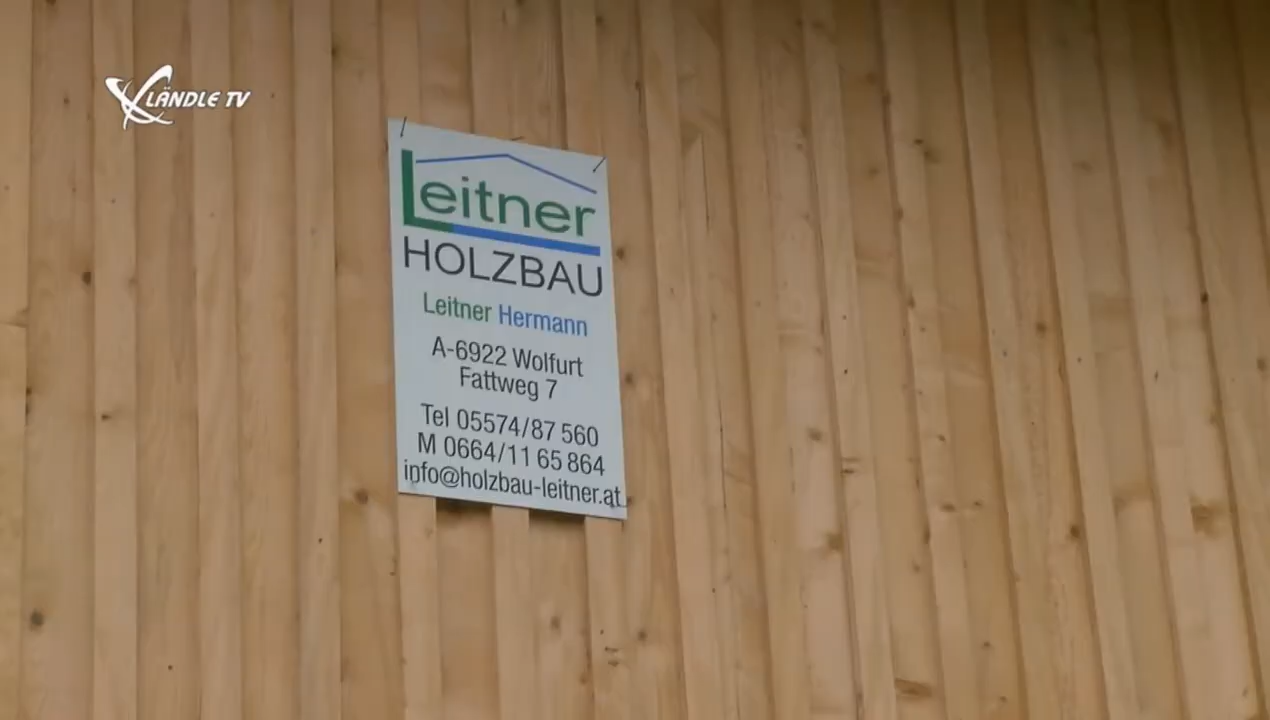 LÄNDLE TV
Leitner
HOLZBAU
Leitner Hermann
A-6922 Wolfurt
Fattweg 7
Tel 05574/87 560
M 0664/11 65 864
info@holzbau-leitner.at